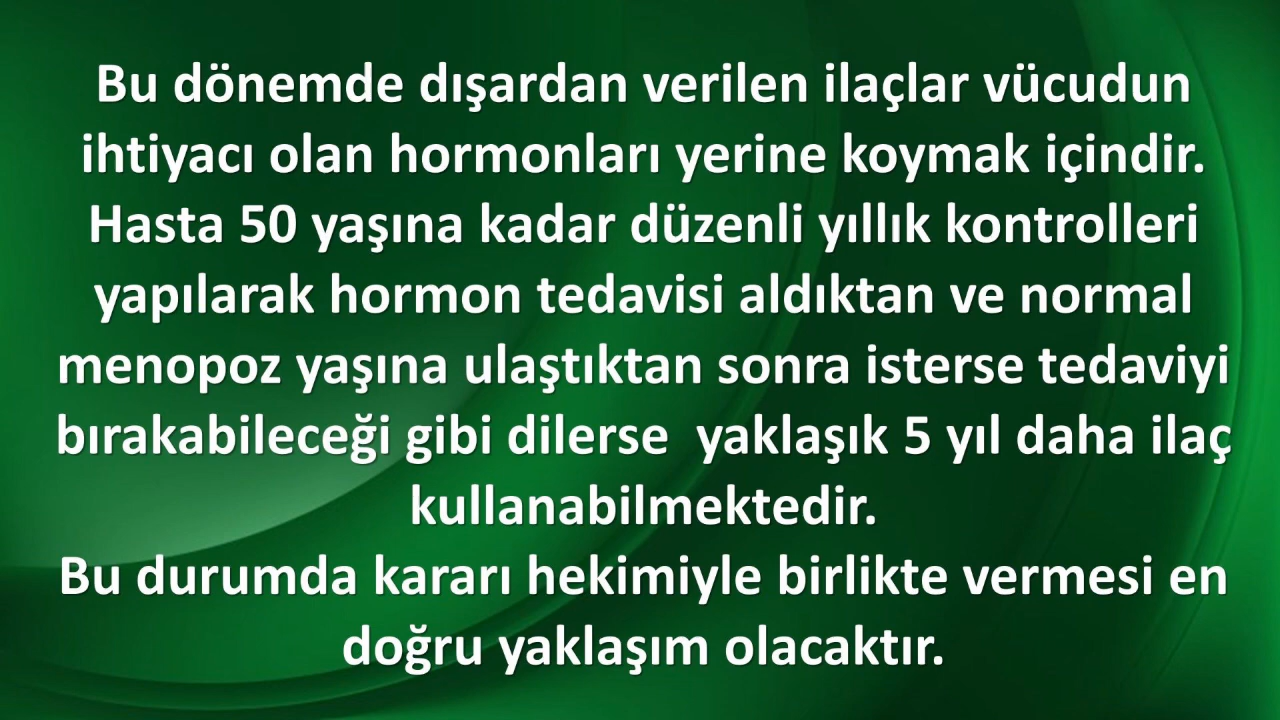 Bu dönemde dışardan verilen ilaçlar vücudun
ihtiyacı olan hormonları yerine koymak içindir.
Hasta 50 yaşına kadar düzenli yıllık kontrolleri
yapılarak hormon tedavisi aldıktan ve normal
menopoz yaşına ulaştıktan sonra isterse tedaviyi
bırakabileceği gibi dilerse  yaklaşık 5 yıl daha ilaç
kullanabilmektedir.
Bu durumda kararı hekimiyle birlikte vermesi en
doğru yaklaşım olacaktır.